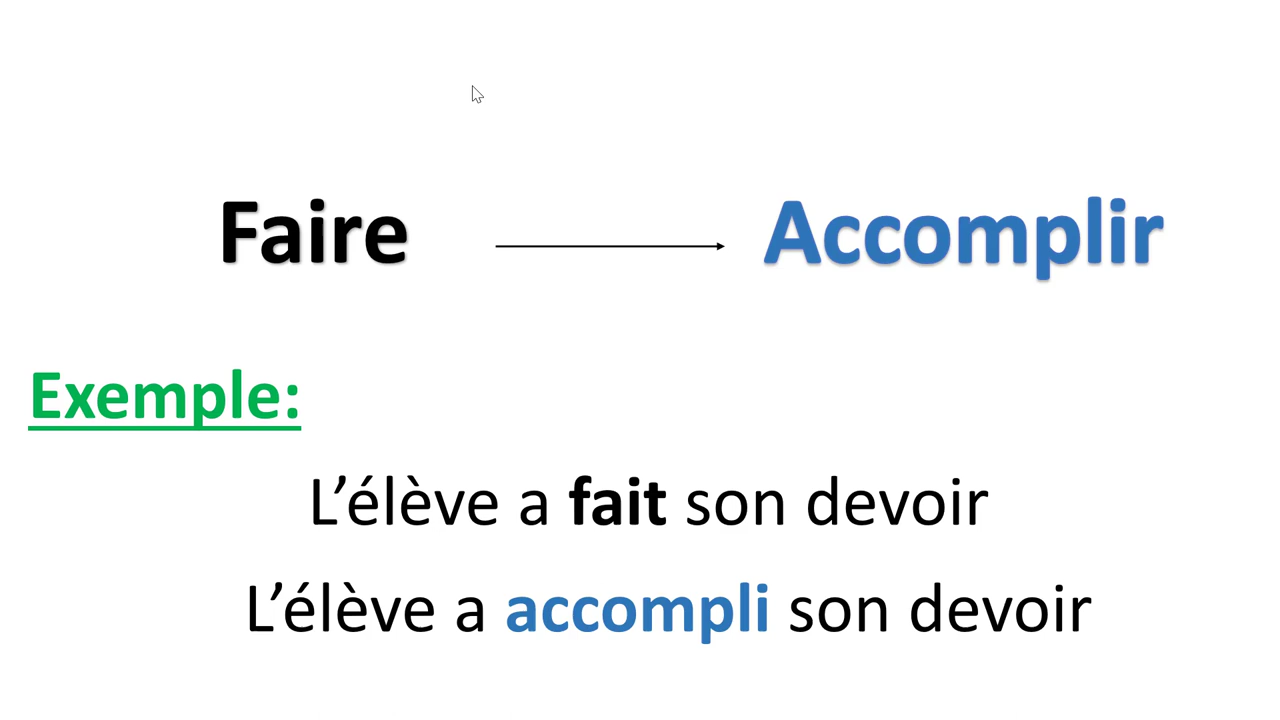 Faire Accomplir
Exemple:
L’élève a fait son devoir
L’élève a accompli son devoir